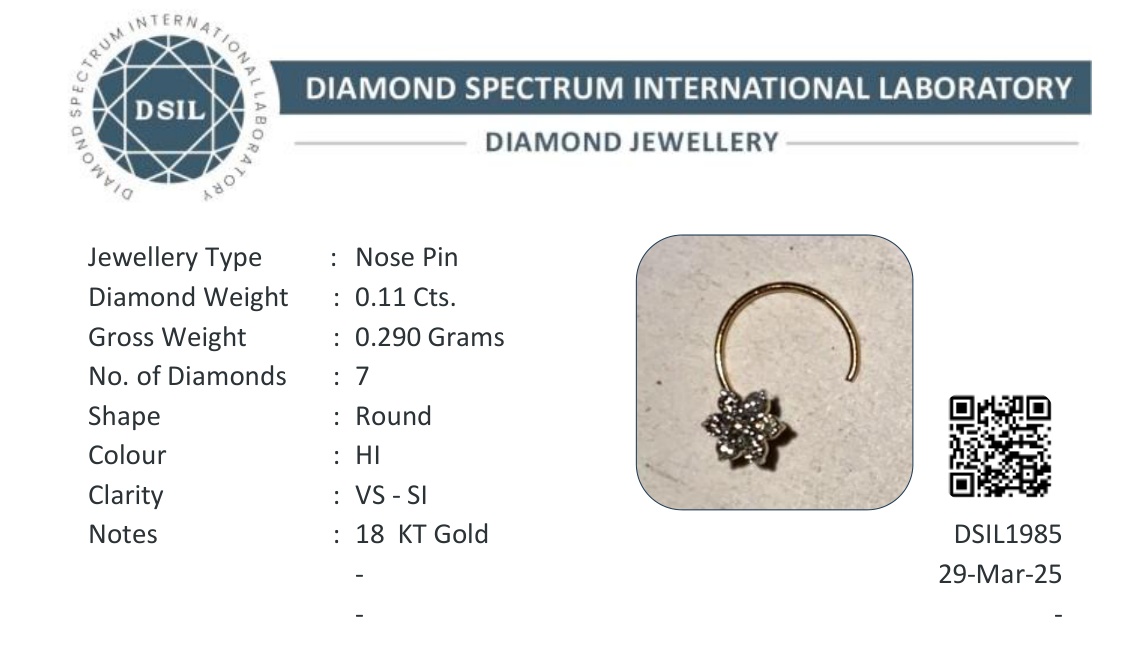 DIAMOND SPECTRUM INTERNATIONAL LABORATORY
DSIL
DIAMOND SPECTRUM INTERNATIONAL LABORATORY
DIAMOND JEWELLERY
Jewellery Type : Nose Pin
Diamond Weight : 0.11 Cts.
Gross Weight : 0.290 Grams
No. of Diamonds : 7
Shape : Round
Colour : HI
Clarity : VS - SI
Notes : 18 KT Gold
-
-
DSIL1985
29-Mar-25
-